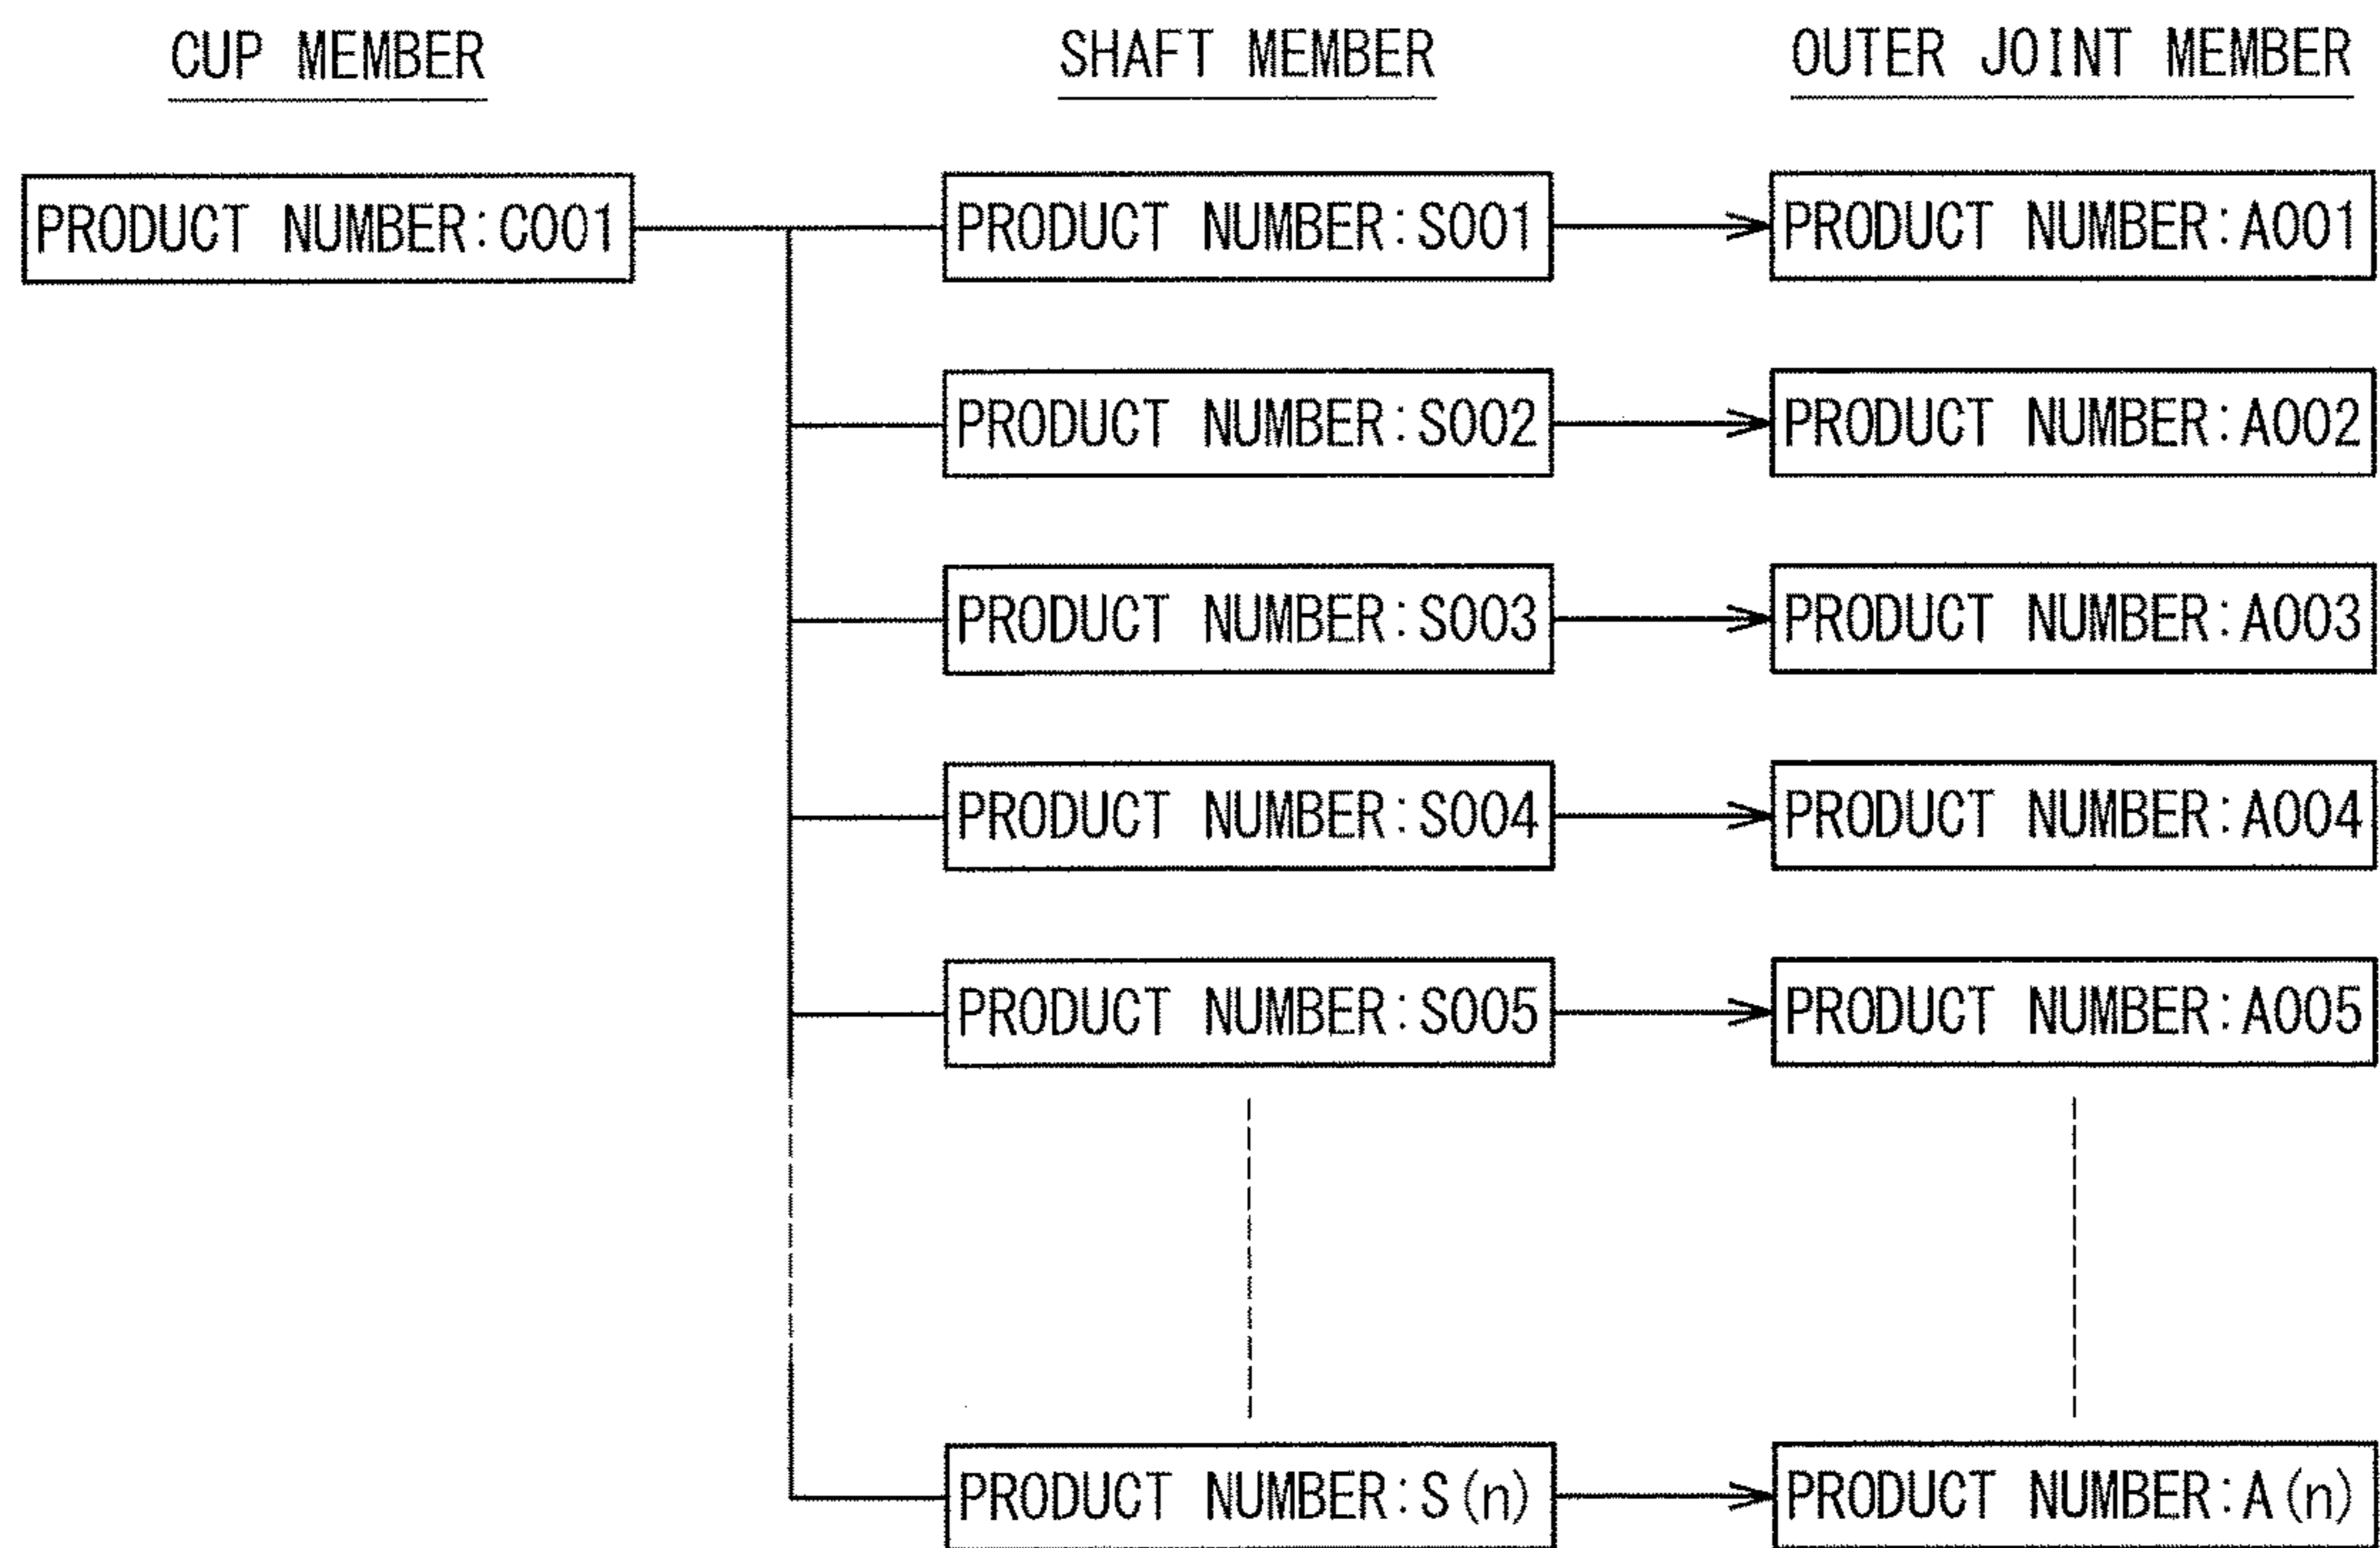 CUP MEMBER
SHAFT MEMBER
OUTER JOINT MEMBER
PRODUCT NUMBER:C001
PRODUCT NUMBER:S001
PRODUCT NUMBER:A001
PRODUCT NUMBER:S002
PRODUCT NUMBER:A002
PRODUCT NUMBER:S003
PRODUCT NUMBER:A003
PRODUCT NUMBER:S004
PRODUCT NUMBER:A004
PRODUCT NUMBER:S005
PRODUCT NUMBER:A005
PRODUCT NUMBER:S(n)
PRODUCT NUMBER:A(n)